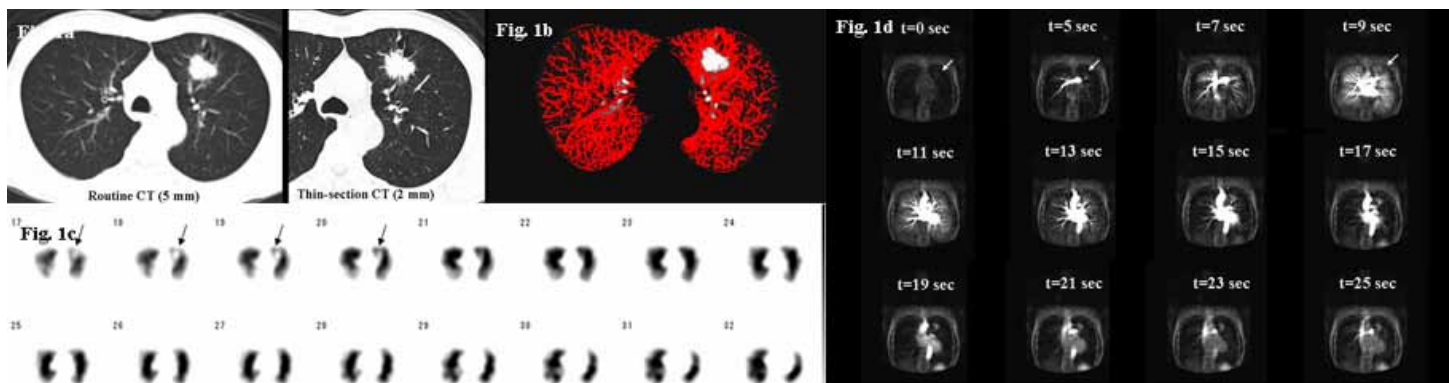 Fig. 1a
Routine CT (5 mm)
Thin-section CT (2 mm)
Fig. 1b
Fig. 1c
17 18 19 20 21 22 23 24
25 26 27 28 29 30 31 32
Fig. 1d
t=0 sec t=5 sec t=7 sec t=9 sec
t=11 sec t=13 sec t=15 sec t=17 sec
t=19 sec t=21 sec t=23 sec t=25 sec